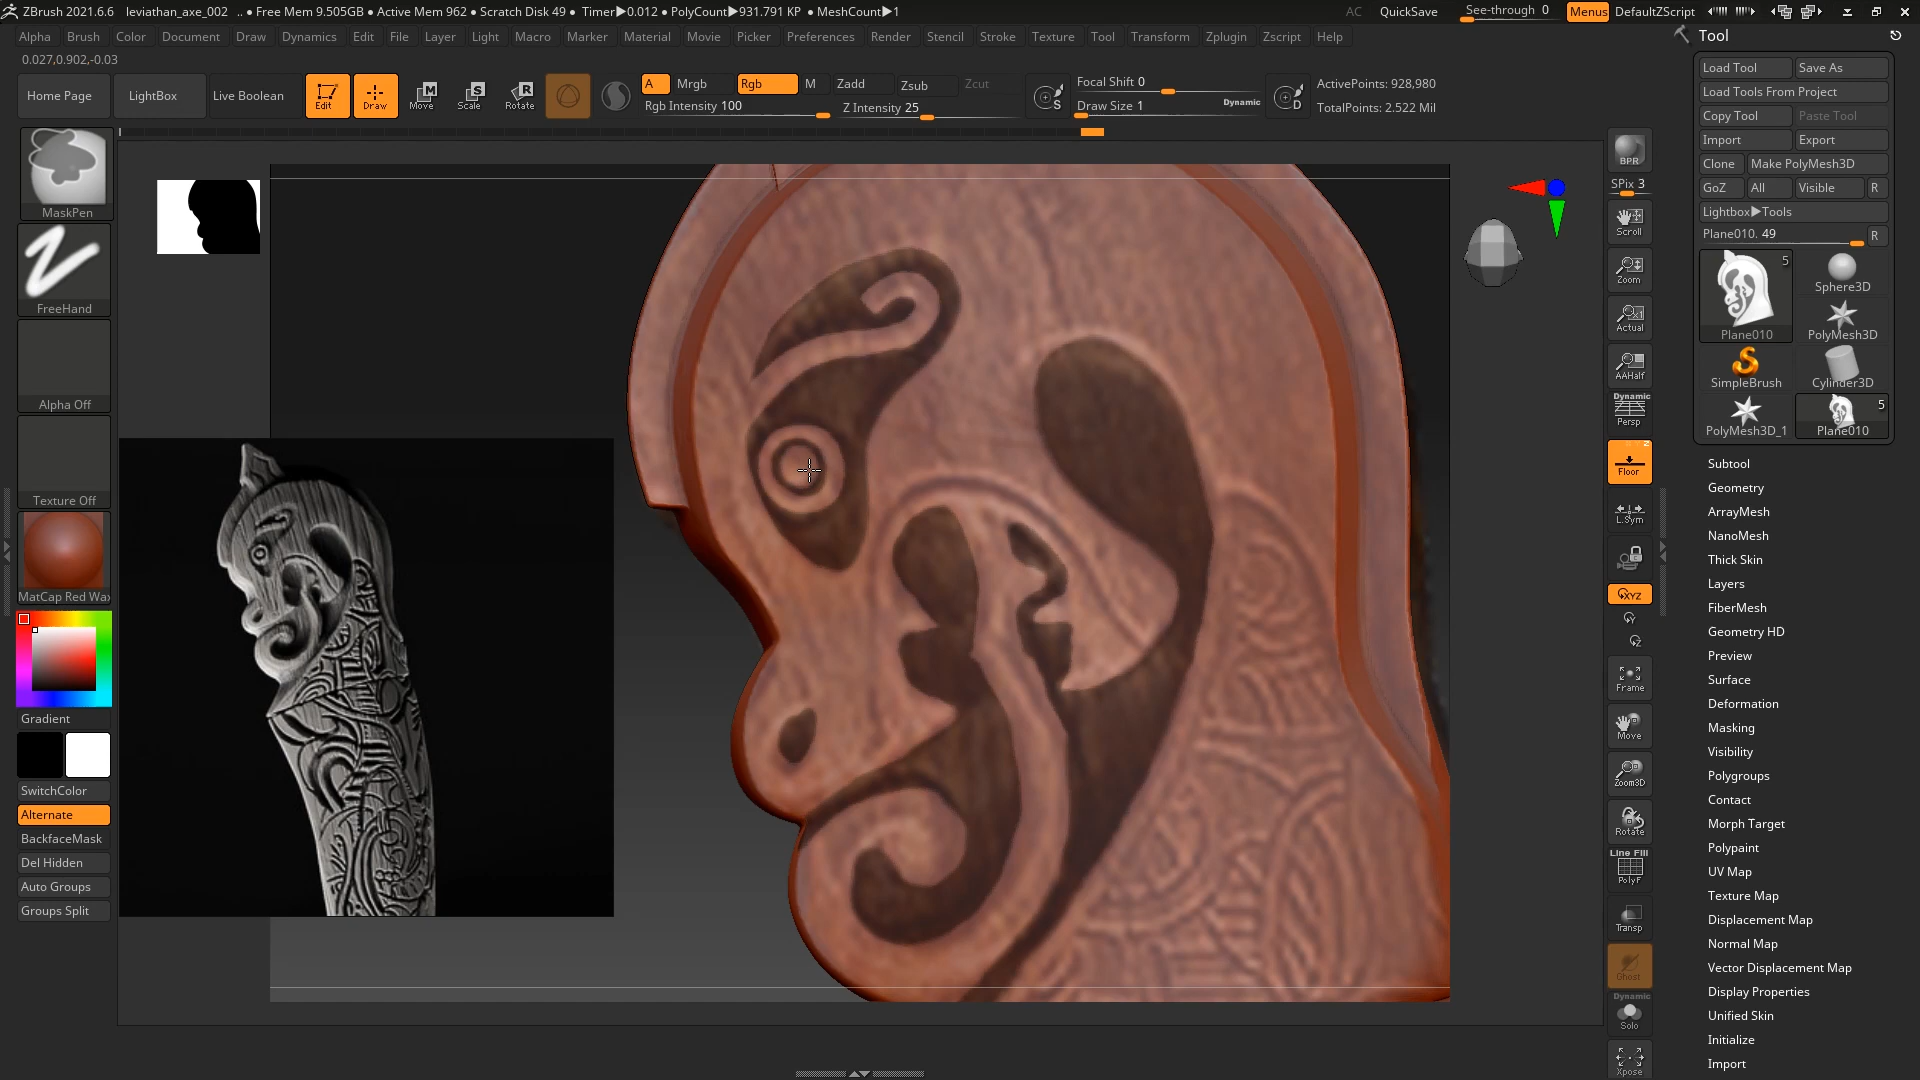 ZBrush 2021.6.6 leviathan_axe_002 .. ● Free Mem 9.505GB ● Active Mem 962 ● Scratch Disk 49 ● Timer▶0.012 ● PolyCount▶931.791 KP ● MeshCount▶1 AC QuickSave See-through 0 Menus DefaultZScript
Alpha Brush Color Document Draw Dynamics Edit File Layer Light Macro Marker Material Movie Picker Preferences Render Stencil Stroke Texture Tool Transform Zplugin Zscript Help
Tool
0.027,0.902,-0.03
Home Page LightBox Live Boolean Edit Draw Move Scale Rotate
A Mrgb Rgb M Zadd Zsub Zcut
Rgb Intensity 100 Z Intensity 25
Focal Shift 0
Draw Size 1 Dynamic
ActivePoints: 928,980
TotalPoints: 2.522 Mil
MaskPen
FreeHand
Alpha Off
Texture Off
MatCap Red Wax
Gradient
SwitchColor
Alternate
BackfaceMask
Del Hidden
Auto Groups
Groups Split
BPR
SPix 3
Scroll
Zoom
Actual
AAHalf
Dynamic
Persp
Floor
L.Sym
XYZ
Frame
Move
Zoom3D
Rotate
Line Fill
PolyF
Transp
Ghost
Dynamic
Solo
Xpose
Load Tool Save As
Load Tools From Project
Copy Tool Paste Tool
Import Export
Clone Make PolyMesh3D
GoZ All Visible R
Lightbox▶Tools
Plane010. 49 R
5
Plane010
Sphere3D
PolyMesh3D
SimpleBrush Cylinder3D
5
PolyMesh3D_1 Plane010
Subtool
Geometry
ArrayMesh
NanoMesh
Thick Skin
Layers
FiberMesh
Geometry HD
Preview
Surface
Deformation
Masking
Visibility
Polygroups
Contact
Morph Target
Polypaint
UV Map
Texture Map
Displacement Map
Normal Map
Vector Displacement Map
Display Properties
Unified Skin
Initialize
Import